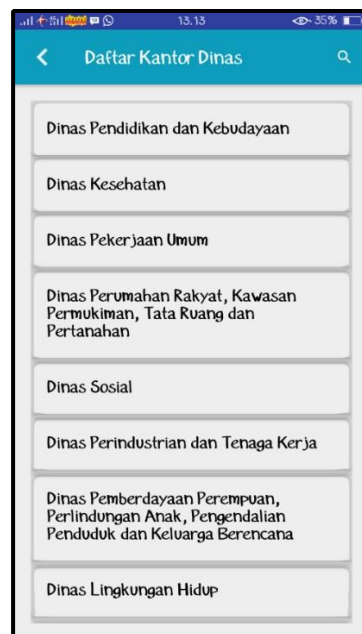 13.13
35%
Daftar Kantor Dinas
Dinas Pendidikan dan Kebudayaan
Dinas Kesehatan
Dinas Pekerjaan Umum
Dinas Perumahan Rakyat, Kawasan
Permukiman, Tata Ruang dan
Pertanahan
Dinas Sosial
Dinas Perindustrian dan Tenaga Kerja
Dinas Pemberdayaan Perempuan,
Perlindungan Anak, Pengendalian
Penduduk dan Keluarga Berencana
Dinas Lingkungan Hidup